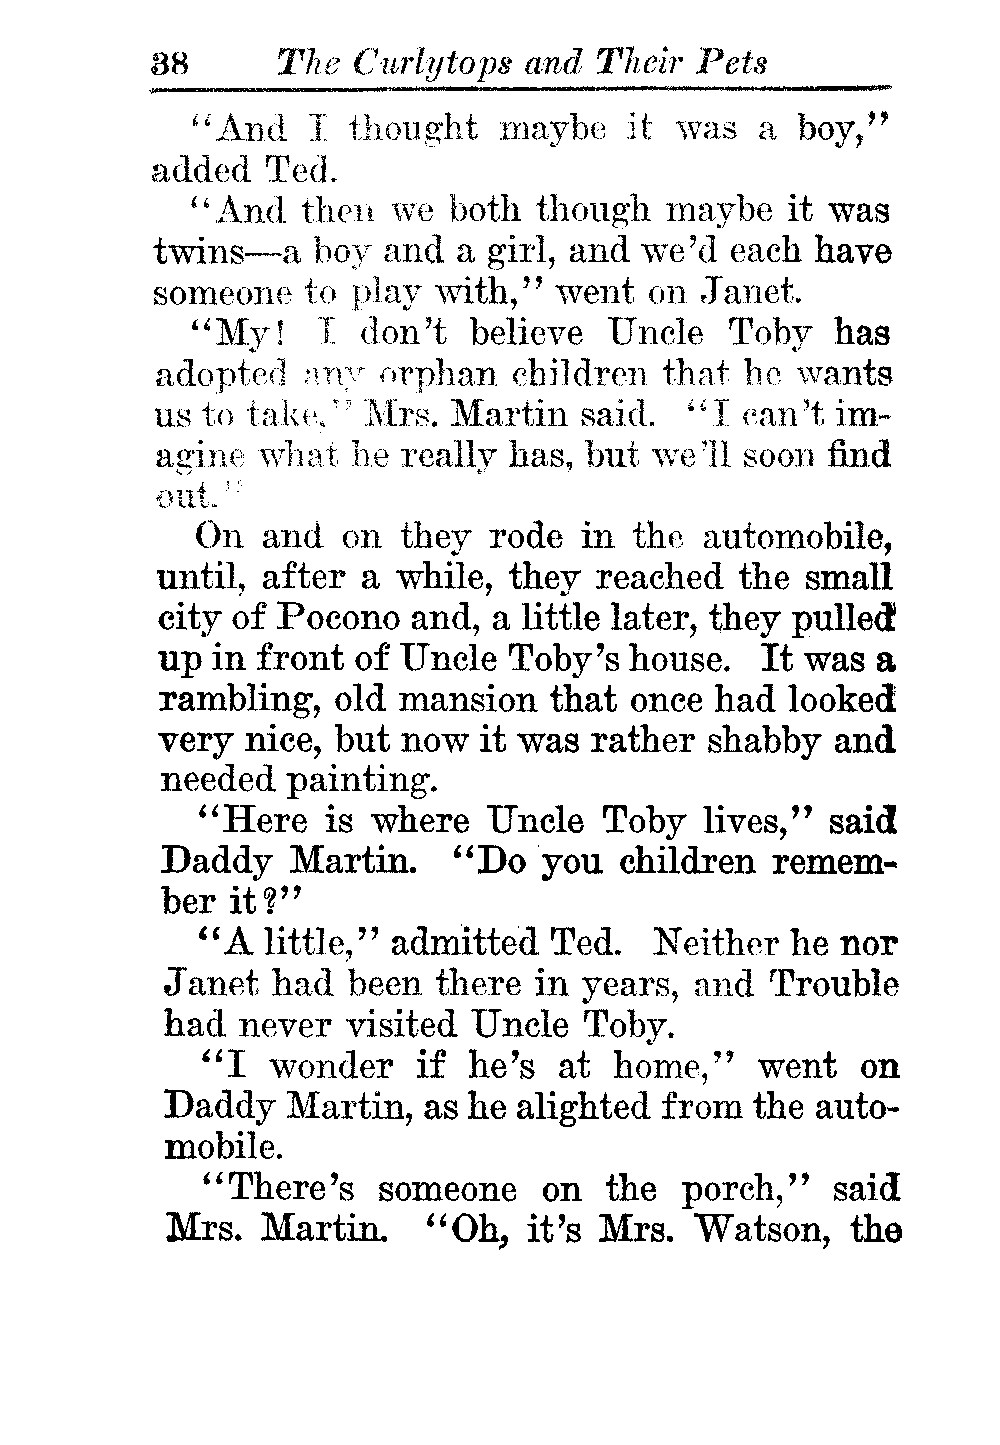 38 The Curlytops and Their Pets
“And I thought maybe it was a boy,”
added Ted.
“And then we both though maybe it was
twins—a boy and a girl, and we’d each have
someone to play with,” went on Janet.
“My! I don’t believe Uncle Toby has
adopted any orphan children that he wants
us to take,” Mrs. Martin said. “I can’t im-
agine what he really has, but we’ll soon find
out.”
On and on they rode in the automobile,
until, after a while, they reached the small
city of Pocono and, a little later, they pulled
up in front of Uncle Toby’s house. It was a
rambling, old mansion that once had looked
very nice, but now it was rather shabby and
needed painting.
“Here is where Uncle Toby lives,” said
Daddy Martin. “Do you children remem-
ber it?”
“A little,” admitted Ted. Neither he nor
Janet had been there in years, and Trouble
had never visited Uncle Toby.
“I wonder if he’s at home,” went on
Daddy Martin, as he alighted from the auto-
mobile.
“There’s someone on the porch,” said
Mrs. Martin. “Oh, it’s Mrs. Watson, the